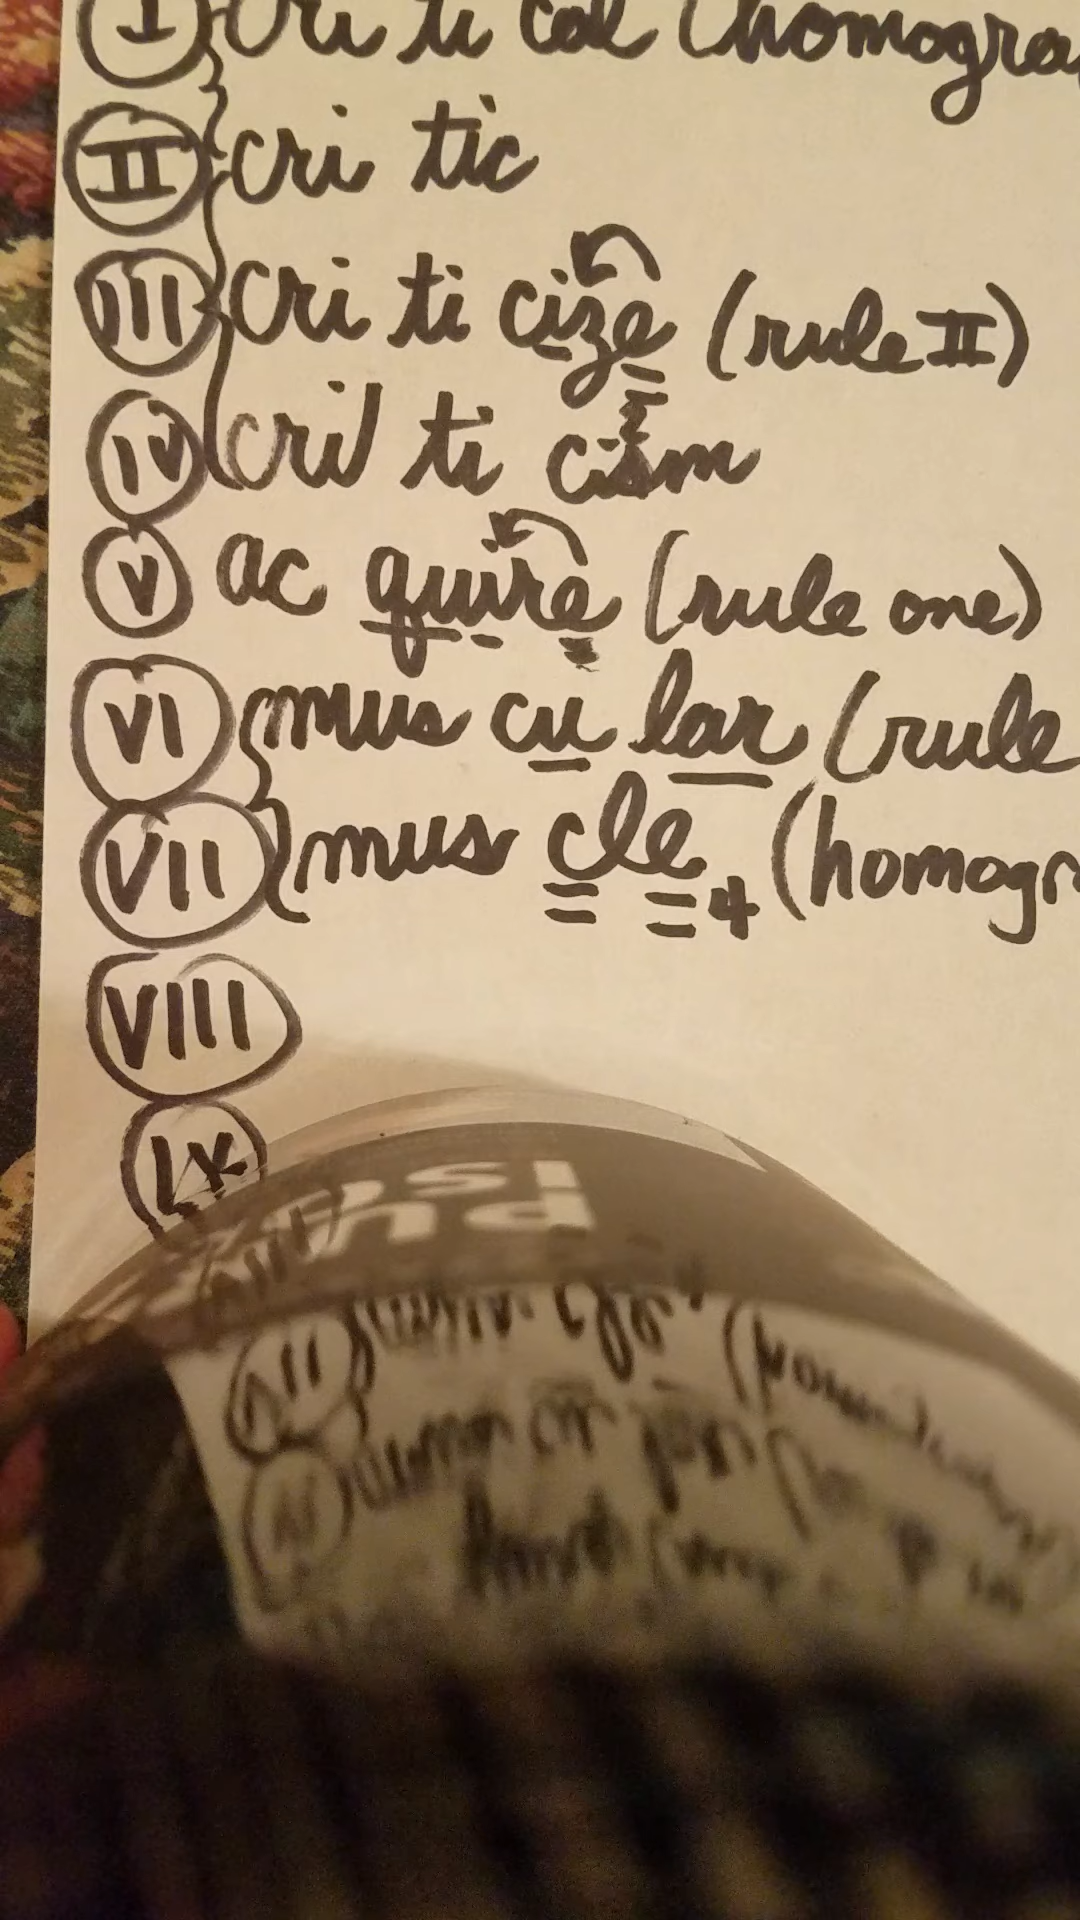 I cri ti cal (homogra
II cri tic
III cri ti cize (rule II)
IV cri ti cism
V ac quire (rule one)
VI mus cu lar (rule
VII mus cle 4 (homogr
VIII
IX